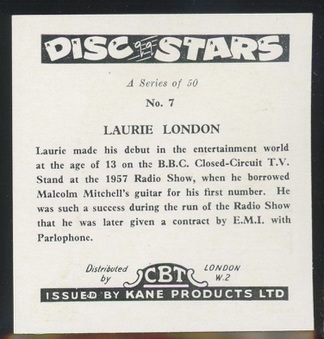 DISC STARS
A Series of 50
No. 7
LAURIE LONDON
Laurie made his debut in the entertainment world
at the age of 13 on the B.B.C. Closed-Circuit T.V.
Stand at the 1957 Radio Show, when he borrowed
Malcolm Mitchell's guitar for his first number. He
was such a success during the run of the Radio Show
that he was later given a contract by E.M.I. with
Parlophone.
Distributed by CBT LONDON W.2
ISSUED BY KANE PRODUCTS LTD